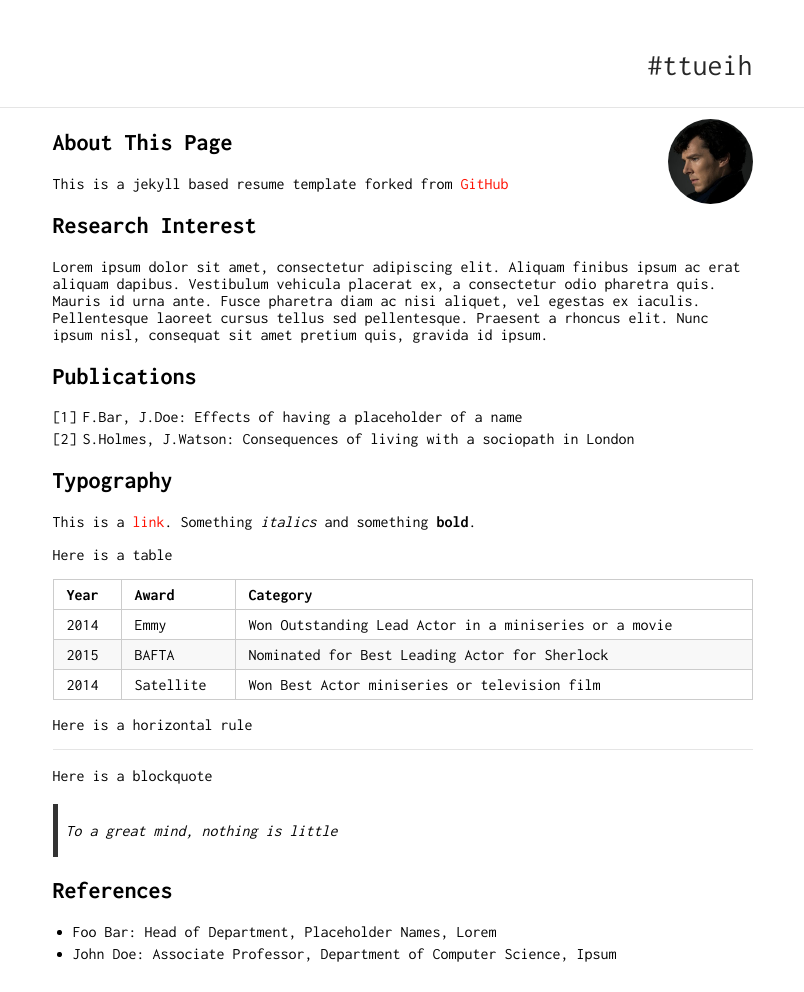 #ttueih
About This Page
This is a jekyll based resume template forked from GitHub
Research Interest
Lorem ipsum dolor sit amet, consectetur adipiscing elit. Aliquam finibus ipsum ac erat
aliquam dapibus. Vestibulum vehicula placerat ex, a consectetur odio pharetra quis.
Mauris id urna ante. Fusce pharetra diam ac nisi aliquet, vel egestas ex iaculis.
Pellentesque laoreet cursus tellus sed pellentesque. Praesent a rhoncus elit. Nunc
ipsum nisl, consequat sit amet pretium quis, gravida id ipsum.
Publications
[1] F.Bar, J.Doe: Effects of having a placeholder of a name
[2] S.Holmes, J.Watson: Consequences of living with a sociopath in London
Typography
This is a link. Something italics and something bold.
Here is a table
Year Award Category
2014 Emmy Won Outstanding Lead Actor in a miniseries or a movie
2015 BAFTA Nominated for Best Leading Actor for Sherlock
2014 Satellite Won Best Actor miniseries or television film
Here is a horizontal rule
Here is a blockquote
To a great mind, nothing is little
References
• Foo Bar: Head of Department, Placeholder Names, Lorem
• John Doe: Associate Professor, Department of Computer Science, Ipsum